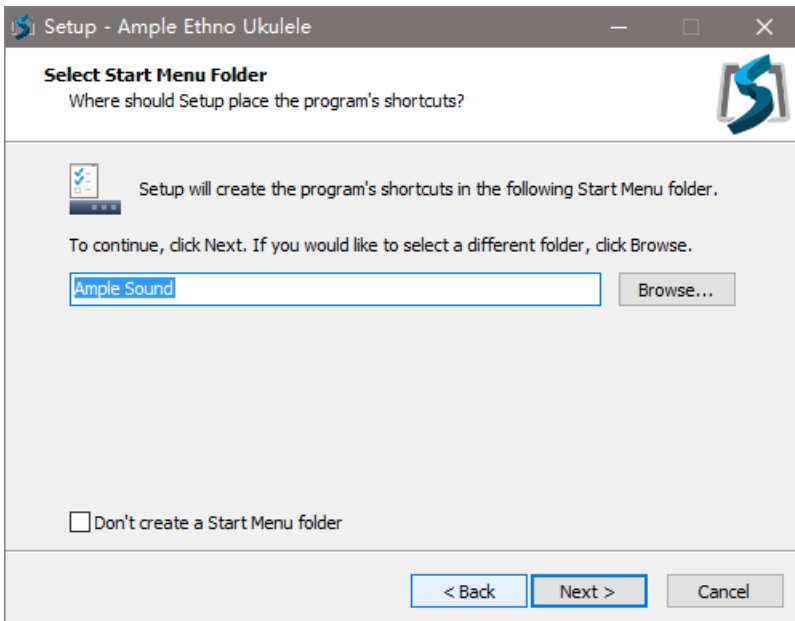 Setup - Ample Ethno Ukulele
Select Start Menu Folder
Where should Setup place the program's shortcuts?
Setup will create the program's shortcuts in the following Start Menu folder.
To continue, click Next. If you would like to select a different folder, click Browse.
Ample Sound
Browse...
Don't create a Start Menu folder
< Back
Next >
Cancel